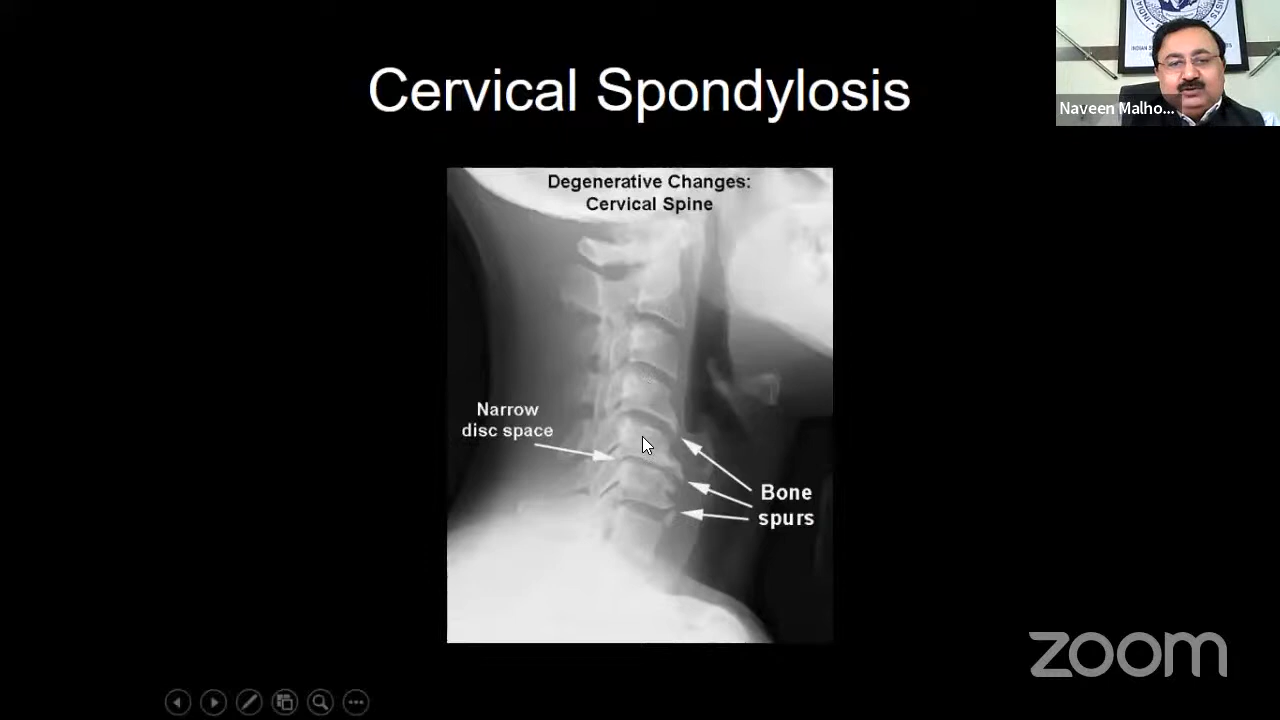 Cervical Spondylosis
Degenerative Changes:
Cervical Spine
Narrow
disc space
Bone
spurs
Naveen Malho...
zoom